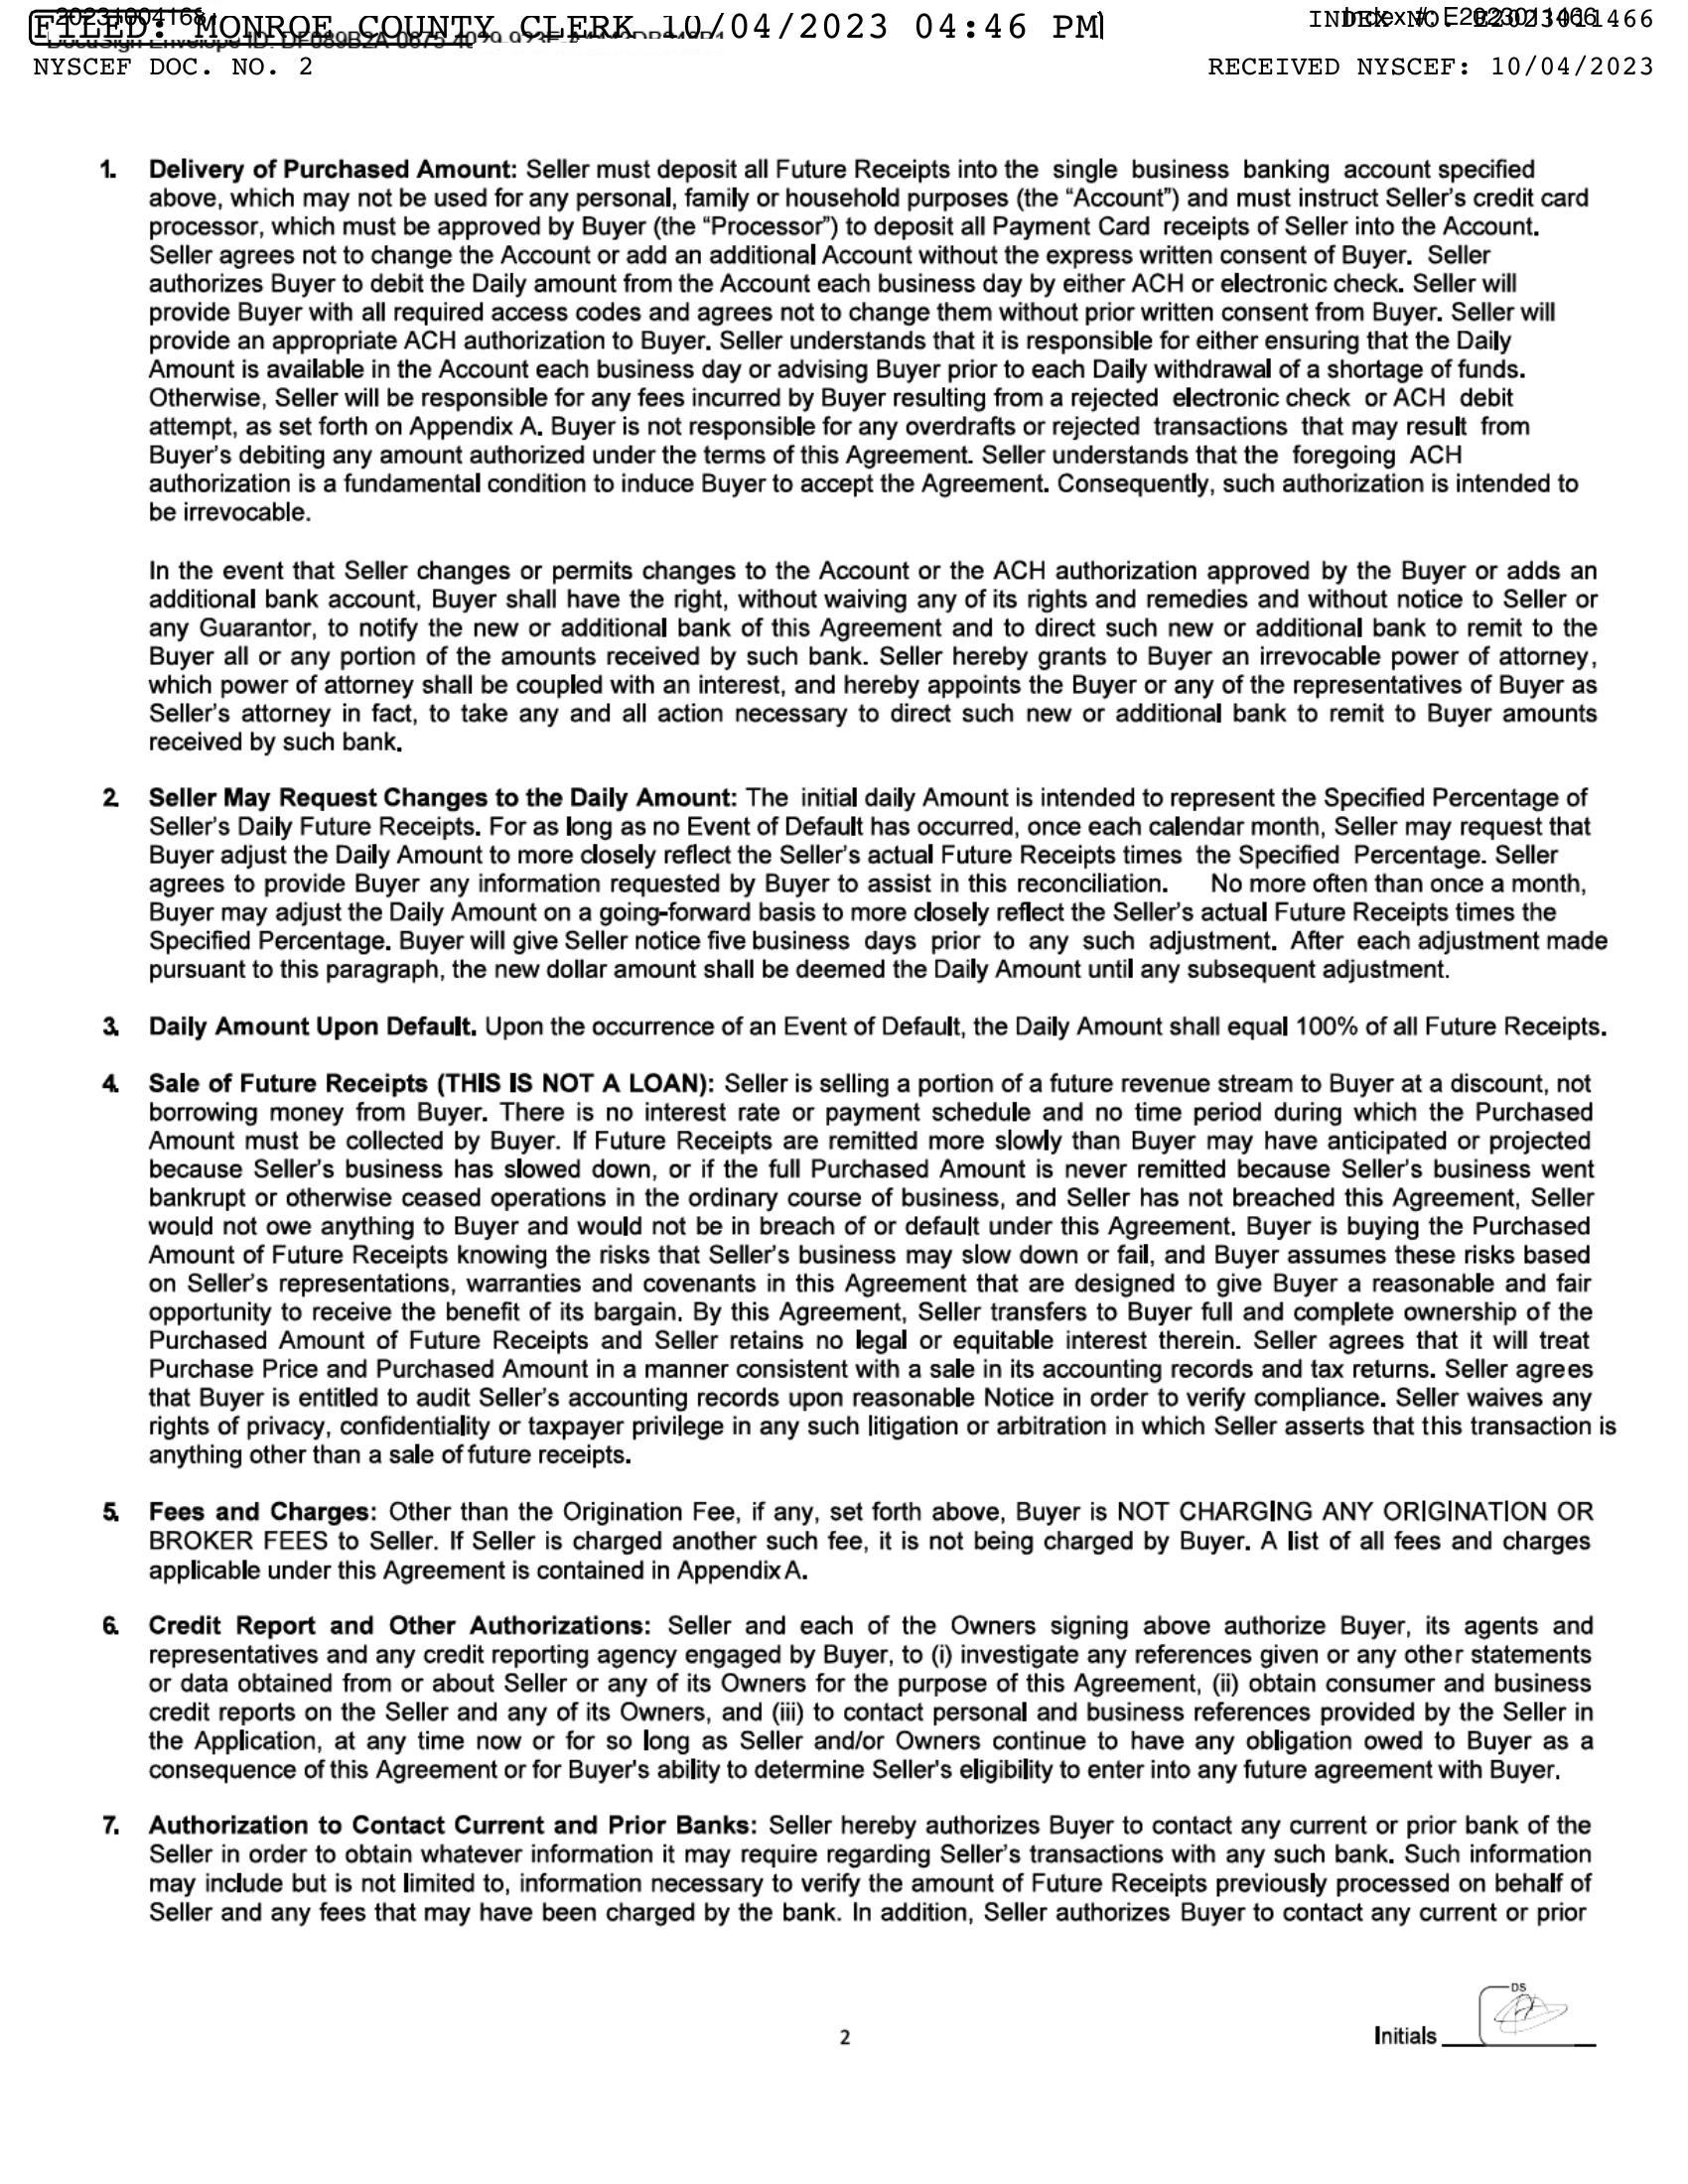 202310041684
FILED: MONROE COUNTY CLERK 10/04/2023 04:46 PM
INDEX NO. E2023011466
Index #: E2023011466
DocuSign Envelope ID:
NYSCEF DOC. NO. 2
RECEIVED NYSCEF: 10/04/2023
1. Delivery of Purchased Amount: Seller must deposit all Future Receipts into the single business banking account specified
above, which may not be used for any personal, family or household purposes (the “Account”) and must instruct Seller’s credit card
processor, which must be approved by Buyer (the “Processor”) to deposit all Payment Card receipts of Seller into the Account.
Seller agrees not to change the Account or add an additional Account without the express written consent of Buyer. Seller
authorizes Buyer to debit the Daily amount from the Account each business day by either ACH or electronic check. Seller will
provide Buyer with all required access codes and agrees not to change them without prior written consent from Buyer. Seller will
provide an appropriate ACH authorization to Buyer. Seller understands that it is responsible for either ensuring that the Daily
Amount is available in the Account each business day or advising Buyer prior to each Daily withdrawal of a shortage of funds.
Otherwise, Seller will be responsible for any fees incurred by Buyer resulting from a rejected electronic check or ACH debit
attempt, as set forth on Appendix A. Buyer is not responsible for any overdrafts or rejected transactions that may result from
Buyer’s debiting any amount authorized under the terms of this Agreement. Seller understands that the foregoing ACH
authorization is a fundamental condition to induce Buyer to accept the Agreement. Consequently, such authorization is intended to
be irrevocable.
In the event that Seller changes or permits changes to the Account or the ACH authorization approved by the Buyer or adds an
additional bank account, Buyer shall have the right, without waiving any of its rights and remedies and without notice to Seller or
any Guarantor, to notify the new or additional bank of this Agreement and to direct such new or additional bank to remit to the
Buyer all or any portion of the amounts received by such bank. Seller hereby grants to Buyer an irrevocable power of attorney,
which power of attorney shall be coupled with an interest, and hereby appoints the Buyer or any of the representatives of Buyer as
Seller’s attorney in fact, to take any and all action necessary to direct such new or additional bank to remit to Buyer amounts
received by such bank.
2. Seller May Request Changes to the Daily Amount: The initial daily Amount is intended to represent the Specified Percentage of
Seller’s Daily Future Receipts. For as long as no Event of Default has occurred, once each calendar month, Seller may request that
Buyer adjust the Daily Amount to more closely reflect the Seller’s actual Future Receipts times the Specified Percentage. Seller
agrees to provide Buyer any information requested by Buyer to assist in this reconciliation. No more often than once a month,
Buyer may adjust the Daily Amount on a going-forward basis to more closely reflect the Seller’s actual Future Receipts times the
Specified Percentage. Buyer will give Seller notice five business days prior to any such adjustment. After each adjustment made
pursuant to this paragraph, the new dollar amount shall be deemed the Daily Amount until any subsequent adjustment.
3. Daily Amount Upon Default. Upon the occurrence of an Event of Default, the Daily Amount shall equal 100% of all Future Receipts.
4. Sale of Future Receipts (THIS IS NOT A LOAN): Seller is selling a portion of a future revenue stream to Buyer at a discount, not
borrowing money from Buyer. There is no interest rate or payment schedule and no time period during which the Purchased
Amount must be collected by Buyer. If Future Receipts are remitted more slowly than Buyer may have anticipated or projected
because Seller’s business has slowed down, or if the full Purchased Amount is never remitted because Seller’s business went
bankrupt or otherwise ceased operations in the ordinary course of business, and Seller has not breached this Agreement, Seller
would not owe anything to Buyer and would not be in breach of or default under this Agreement. Buyer is buying the Purchased
Amount of Future Receipts knowing the risks that Seller’s business may slow down or fail, and Buyer assumes these risks based
on Seller’s representations, warranties and covenants in this Agreement that are designed to give Buyer a reasonable and fair
opportunity to receive the benefit of its bargain. By this Agreement, Seller transfers to Buyer full and complete ownership of the
Purchased Amount of Future Receipts and Seller retains no legal or equitable interest therein. Seller agrees that it will treat
Purchase Price and Purchased Amount in a manner consistent with a sale in its accounting records and tax returns. Seller agrees
that Buyer is entitled to audit Seller’s accounting records upon reasonable Notice in order to verify compliance. Seller waives any
rights of privacy, confidentiality or taxpayer privilege in any such litigation or arbitration in which Seller asserts that this transaction is
anything other than a sale of future receipts.
5. Fees and Charges: Other than the Origination Fee, if any, set forth above, Buyer is NOT CHARGING ANY ORIGINATION OR
BROKER FEES to Seller. If Seller is charged another such fee, it is not being charged by Buyer. A list of all fees and charges
applicable under this Agreement is contained in Appendix A.
6. Credit Report and Other Authorizations: Seller and each of the Owners signing above authorize Buyer, its agents and
representatives and any credit reporting agency engaged by Buyer, to (i) investigate any references given or any other statements
or data obtained from or about Seller or any of its Owners for the purpose of this Agreement, (ii) obtain consumer and business
credit reports on the Seller and any of its Owners, and (iii) to contact personal and business references provided by the Seller in
the Application, at any time now or for so long as Seller and/or Owners continue to have any obligation owed to Buyer as a
consequence of this Agreement or for Buyer's ability to determine Seller's eligibility to enter into any future agreement with Buyer.
7. Authorization to Contact Current and Prior Banks: Seller hereby authorizes Buyer to contact any current or prior bank of the
Seller in order to obtain whatever information it may require regarding Seller’s transactions with any such bank. Such information
may include but is not limited to, information necessary to verify the amount of Future Receipts previously processed on behalf of
Seller and any fees that may have been charged by the bank. In addition, Seller authorizes Buyer to contact any current or prior
DS
2
Initials